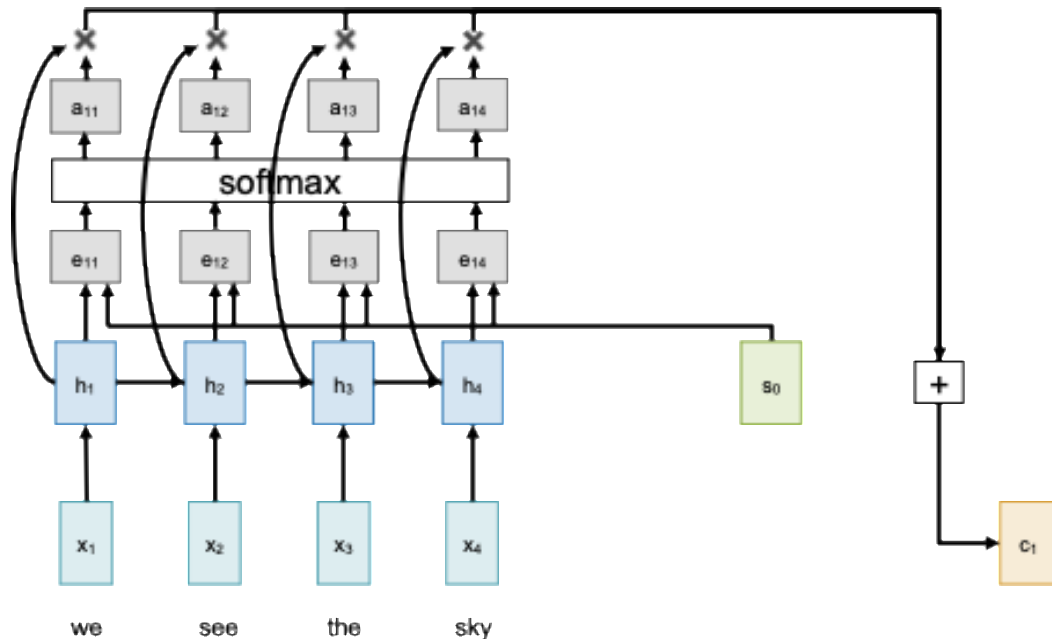 a₁₁ a₁₂ a₁₃ a₁₄
softmax
e₁₁ e₁₂ e₁₃ e₁₄
h₁ h₂ h₃ h₄ s₀ +
x₁ x₂ x₃ x₄ c₁
we see the sky